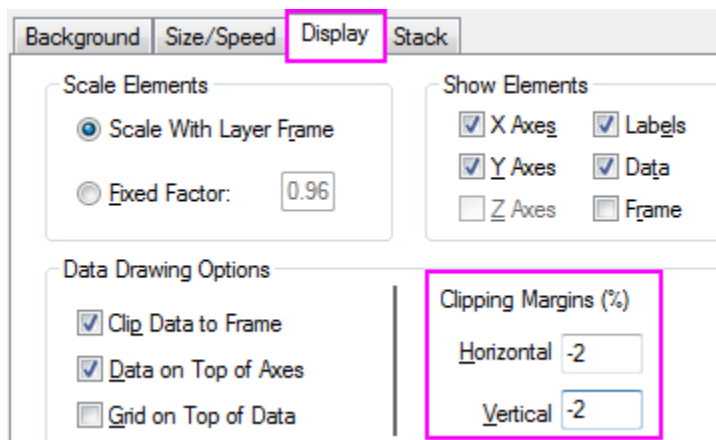 Background Size/Speed Display Stack
Scale Elements
Scale With Layer Frame
Fixed Factor: 0.96
Show Elements
X Axes Labels
Y Axes Data
Z Axes Frame
Data Drawing Options
Clip Data to Frame
Data on Top of Axes
Grid on Top of Data
Clipping Margins (%)
Horizontal -2
Vertical -2